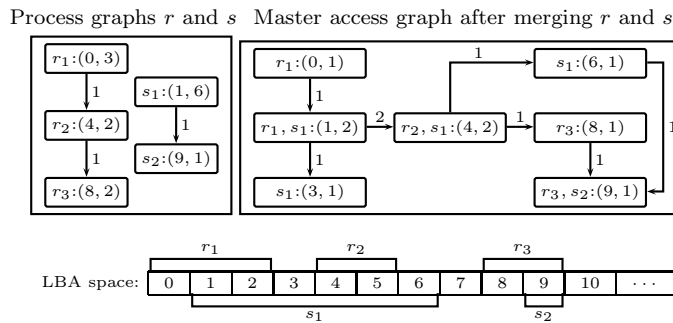 Process graphs r and s
Master access graph after merging r and s
r₁:(0, 3)
1
s₁:(1, 6)
r₂:(4, 2)
1
1
s₂:(9, 1)
r₃:(8, 2)
r₁:(0, 1)
1
s₁:(6, 1)
1
r₁, s₁:(1, 2)
2
r₂, s₁:(4, 2)
1
r₃:(8, 1)
1
1
1
s₁:(3, 1)
r₃, s₂:(9, 1)
r₁
r₂
r₃
LBA space: 0 1 2 3 4 5 6 7 8 9 10 ···
s₁
s₂